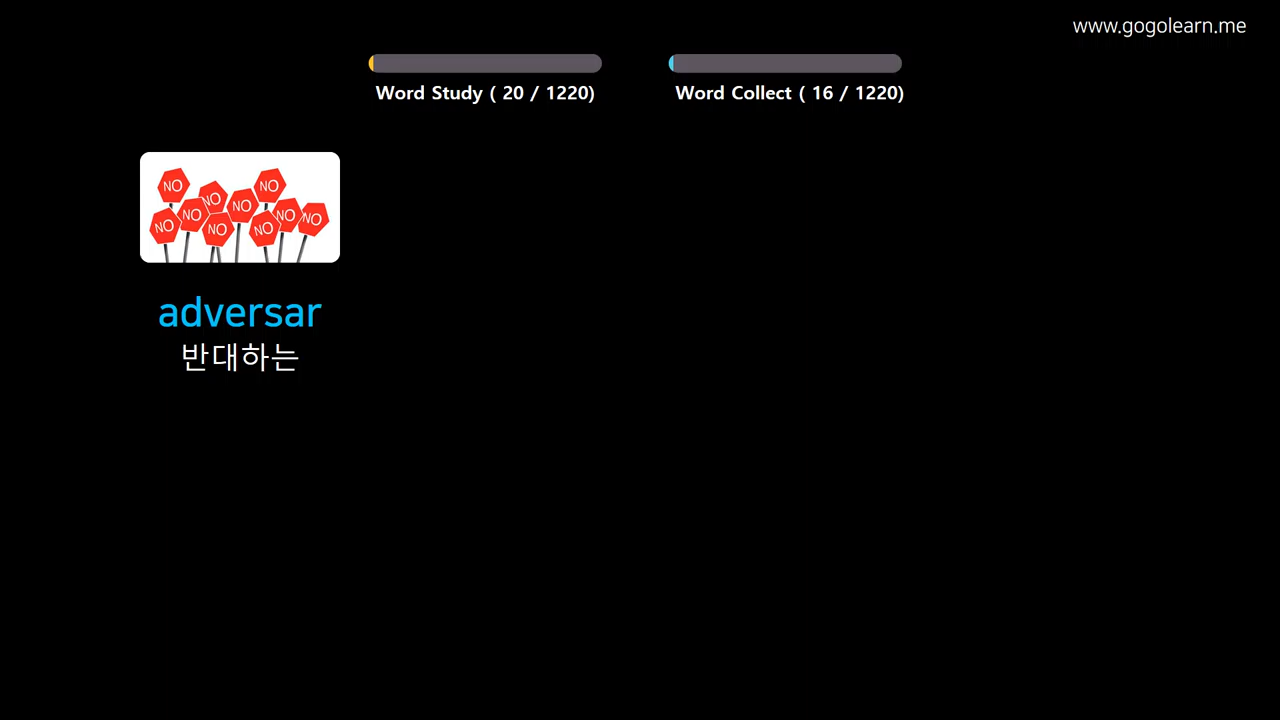 www.gogolearn.me
Word Study ( 20 / 1220)
Word Collect ( 16 / 1220)
NO NO NO NO NO NO NO NO NO NO
adversar
반대하는